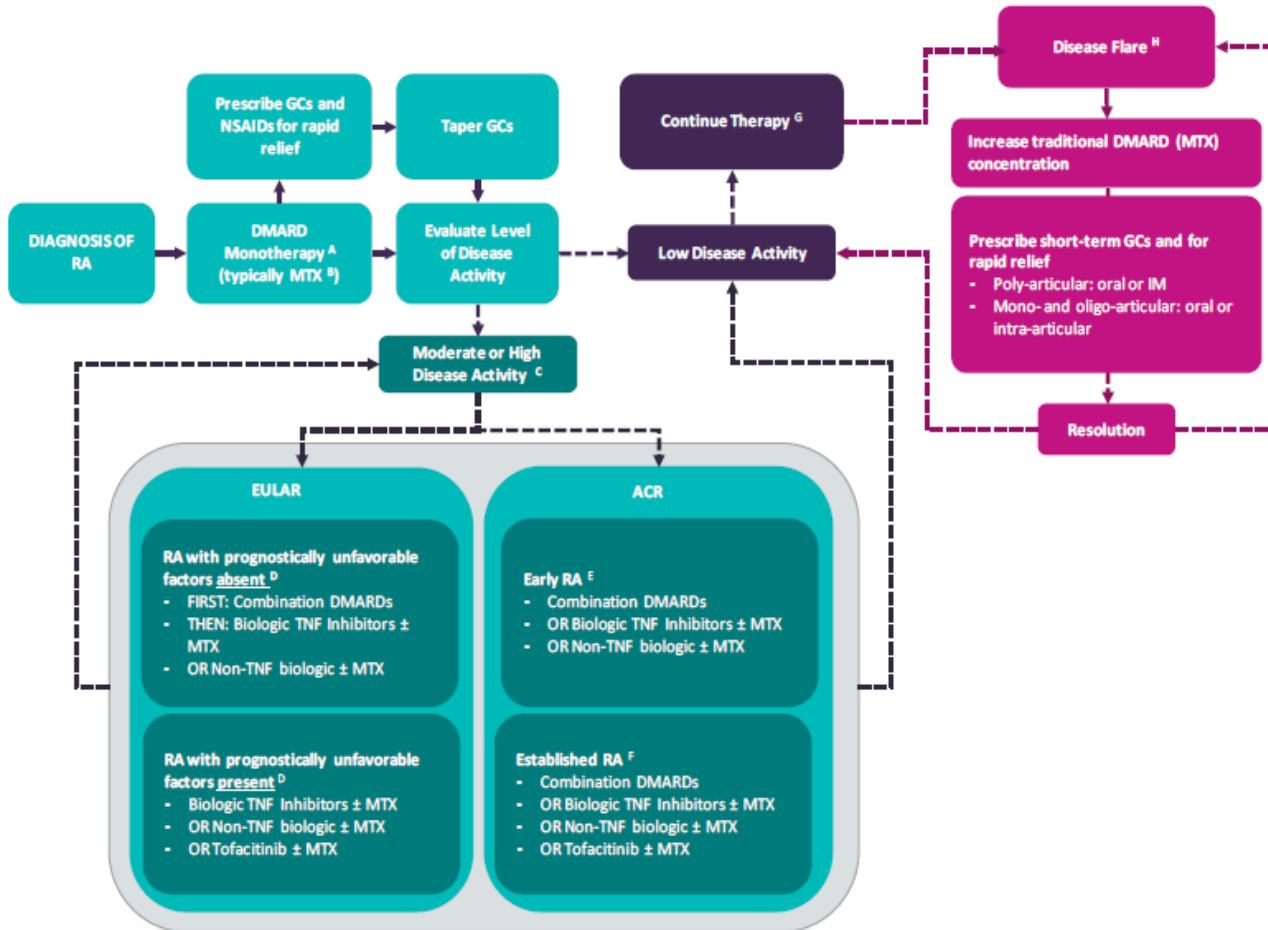 Disease Flare H
Prescribe GCs and
NSAIDs for rapid
relief
Taper GCs
Continue Therapy G
Increase traditional DMARD (MTX)
concentration
DIAGNOSIS OF
RA
DMARD
Monotherapy A
(typically MTX B)
Evaluate Level
of Disease
Activity
Low Disease Activity
Prescribe short-term GCs and for
rapid relief
- Poly-articular: oral or IM
- Mono- and oligo-articular: oral or
intra-articular
Moderate or High
Disease Activity C
Resolution
EULAR
RA with prognostically unfavorable
factors absent D
- FIRST: Combination DMARDs
- THEN: Biologic TNF Inhibitors ±
MTX
- OR Non-TNF biologic ± MTX
RA with prognostically unfavorable
factors present D
- Biologic TNF Inhibitors ± MTX
- OR Non-TNF biologic ± MTX
- OR Tofacitinib ± MTX
ACR
Early RA E
- Combination DMARDs
- OR Biologic TNF Inhibitors ± MTX
- OR Non-TNF biologic ± MTX
Established RA F
- Combination DMARDs
- OR Biologic TNF Inhibitors ± MTX
- OR Non-TNF biologic ± MTX
- OR Tofacitinib ± MTX